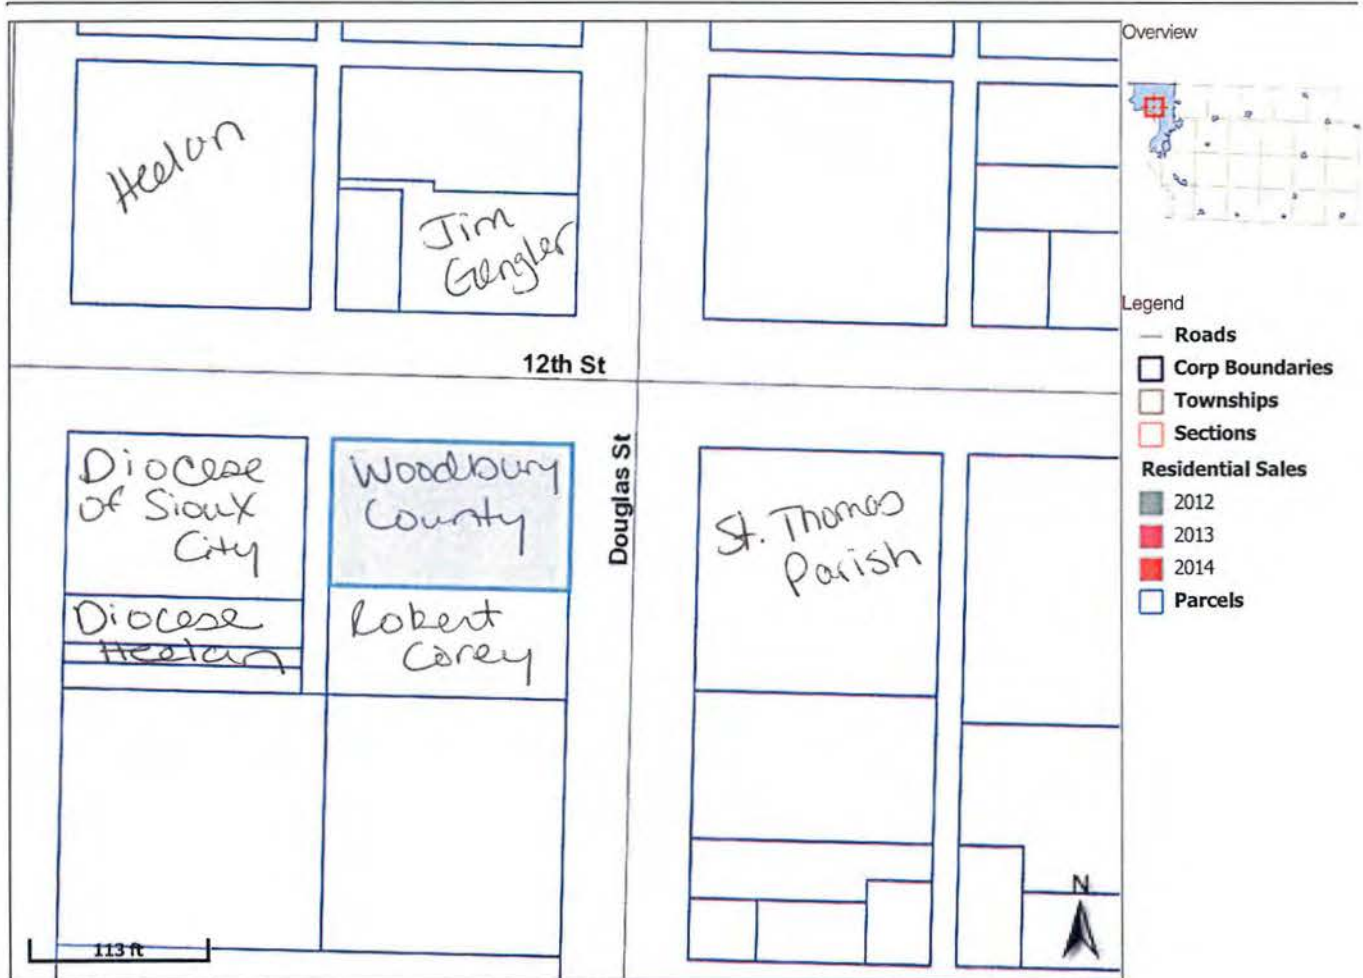 Overview
Heelan
Jim
Gengler
Legend
Roads
Corp Boundaries
Townships
Sections
Residential Sales
2012
2013
2014
Parcels
12th St
Douglas St
Diocese
of Sioux
City
Woodbury
County
St. Thomas
Parish
Diocese
Heelan
Robert
Corey
N
113 ft